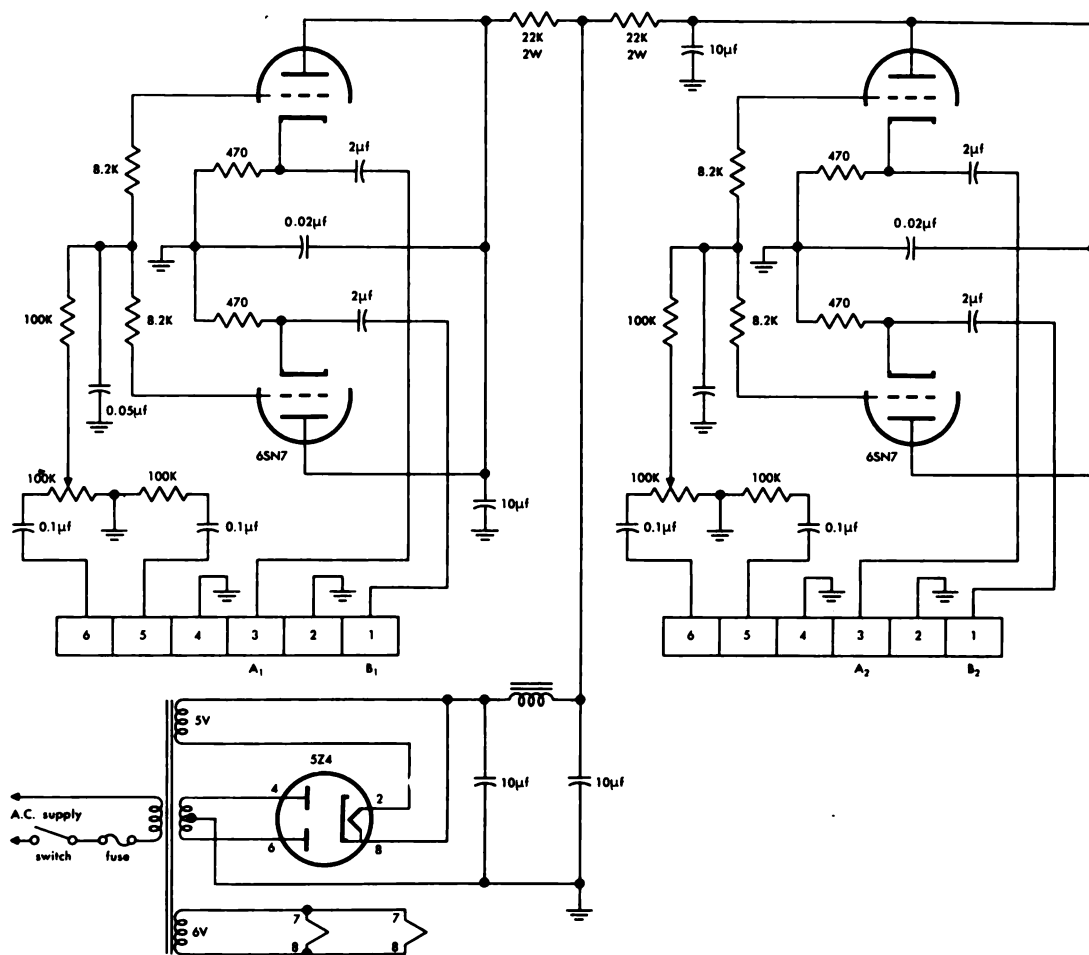 22K
2W
22K
2W
10µf
8.2K
470
2µf
0.02µf
100K
8.2K
470
2µf
0.05µf
6SN7
100K
100K
0.1µf
0.1µf
10µf
6 5 4 3 2 1
A₁ B₁
8.2K
470
2µf
0.02µf
100K
8.2K
470
2µf
6SN7
100K
100K
0.1µf
0.1µf
6 5 4 3 2 1
A₂ B₂
5V
5Z4
4
2
6
8
10µf
10µf
A.C. supply
switch
fuse
6V
7
8
7
8